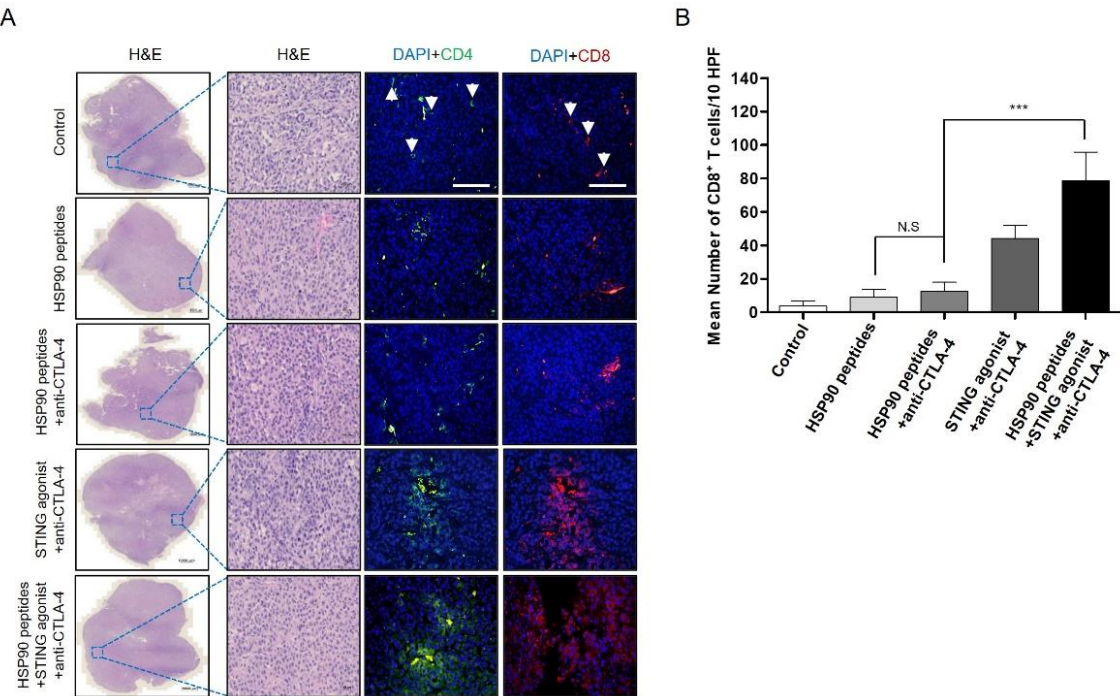 A
H&E
H&E
DAPI+CD4
DAPI+CD8
Control
HSP90 peptides
HSP90 peptides
+anti-CTLA-4
STING agonist
+anti-CTLA-4
HSP90 peptides
+STING agonist
+anti-CTLA-4
B
Mean Number of CD8+ T cells/10 HPF
140
120
100
80
60
40
20
0
N.S
***
Control
HSP90 peptides
HSP90 peptides
+anti-CTLA-4
STING agonist
+anti-CTLA-4
HSP90 peptides
+STING agonist
+anti-CTLA-4